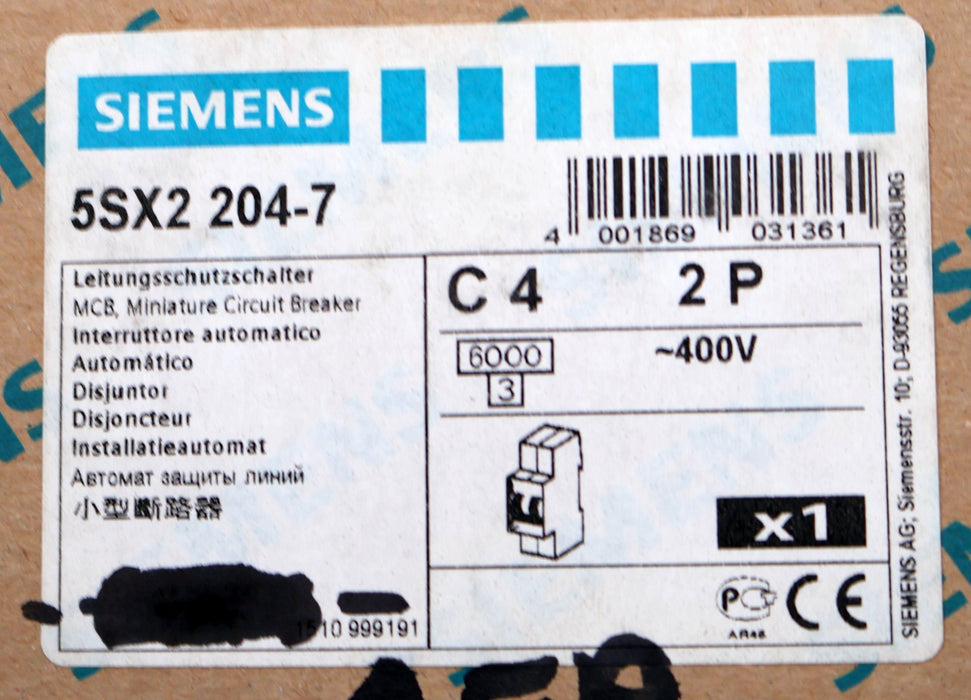 SIEMENS
5SX2 204-7
4 001869 031361
Leitungsschutzschalter
MCB, Miniature Circuit Breaker
Interruttore automatico
Automático
Disjuntor
Disjoncteur
Installatieautomat
Автомат защиты линий
小型斷路器
C 4 2 P
6000 ~400V
3
x1
1510 999191
PC CE
AR46
SIEMENS AG; Siemensstr. 10; D-93055 REGENSBURG